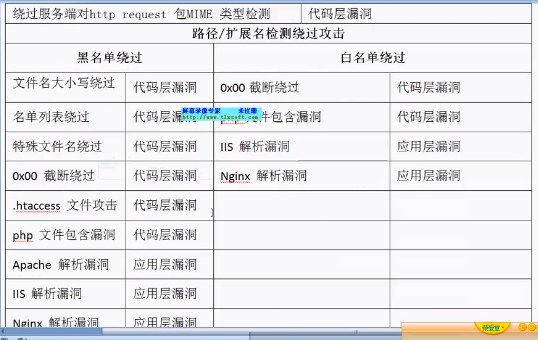 绕过服务端对http request 包MIME 类型检测 代码层漏洞
路径/扩展名检测绕过攻击
黑名单绕过 白名单绕过
文件名大小写绕过 代码层漏洞 0x00 截断绕过 代码层漏洞
名单列表绕过 代码层漏洞 php 文件包含漏洞 代码层漏洞
屏幕录像专家 未注册
http://www.tlxsoft.com
特殊文件名绕过 代码层漏洞 IIS 解析漏洞 应用层漏洞
0x00 截断绕过 代码层漏洞 Nginx 解析漏洞 应用层漏洞
.htaccess 文件攻击 代码层漏洞
php 文件包含漏洞 代码层漏洞
Apache 解析漏洞 应用层漏洞
IIS 解析漏洞 应用层漏洞
Nginx 解析漏洞 应用层漏洞